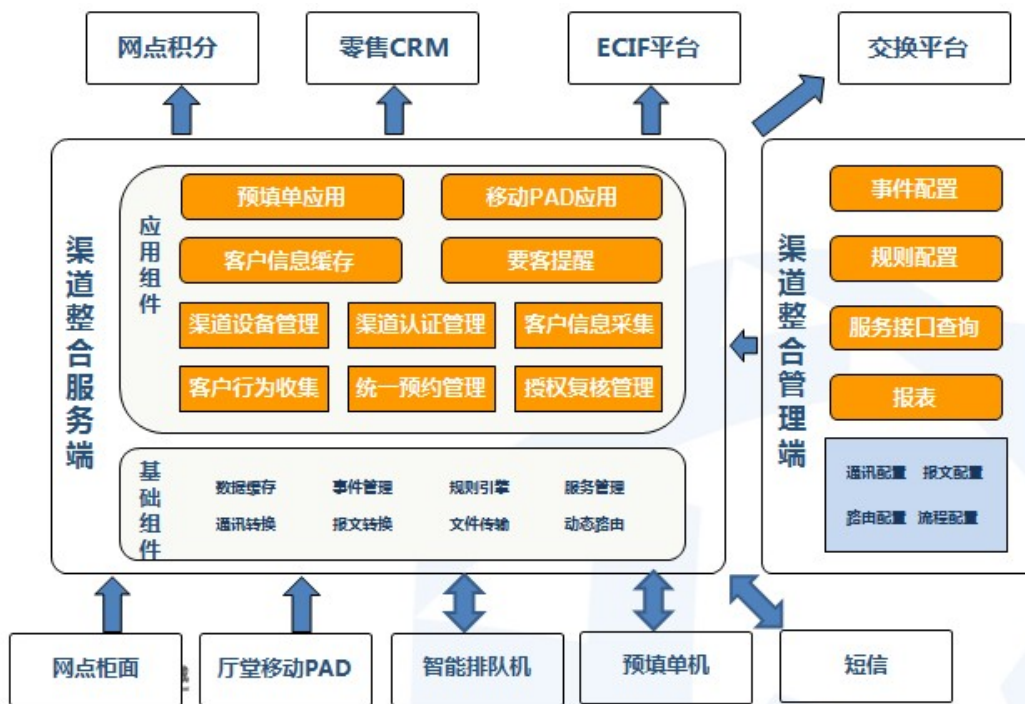 网点积分
零售CRM
ECIF平台
交换平台
渠道整合服务端
应用组件
预填单应用
移动PAD应用
客户信息缓存
要客提醒
渠道设备管理
渠道认证管理
客户信息采集
客户行为收集
统一预约管理
授权复核管理
基础组件
数据缓存
事件管理
规则引擎
服务管理
通讯转换
报文转换
文件传输
动态路由
渠道整合管理端
事件配置
规则配置
服务接口查询
报表
通讯配置 报文配置
路由配置 流程配置
网点柜面
厅堂移动PAD
智能排队机
预填单机
短信